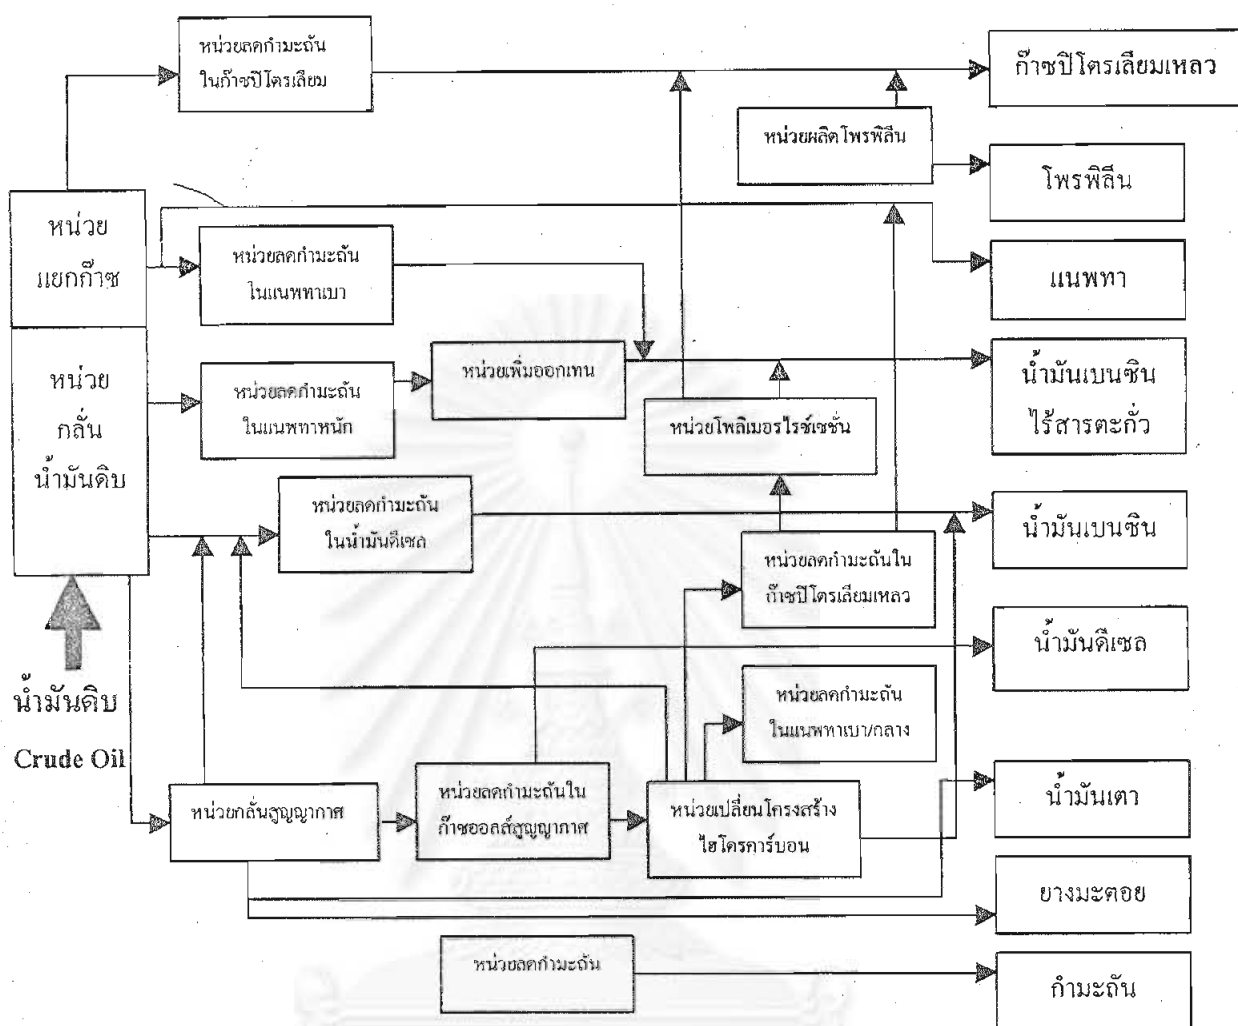 หน่วยลดกำมะถัน
ในก๊าซปิโตรเลียม
ก๊าซปิโตรเลียมเหลว
หน่วยผลิตโพรพิลีน
โพรพิลีน
หน่วย
แยกก๊าซ
หน่วยลดกำมะถัน
ในแนพทาเบา
แนพทา
หน่วย
กลั่น
น้ำมันดิบ
หน่วยลดกำมะถัน
ในแนพทาหนัก
หน่วยเพิ่มออกเทน
หน่วยโพลิเมอรไรซ์เซชั่น
น้ำมันเบนซิน
ไร้สารตะกั่ว
หน่วยลดกำมะถัน
ในน้ำมันดีเซล
น้ำมันเบนซิน
หน่วยลดกำมะถันใน
ก๊าซปิโตรเลียมเหลว
น้ำมันดีเซล
น้ำมันดิบ
Crude Oil
หน่วยลดกำมะถัน
ในแนพทาเบา/กลาง
หน่วยกลั่นสูญญากาศ
หน่วยลดกำมะถันใน
ก๊าซออลส์สูญญากาศ
หน่วยเปลี่ยนโครงสร้าง
ไฮโดรคาร์บอน
น้ำมันเตา
ยางมะตอย
หน่วยลดกำมะถัน
กำมะถัน